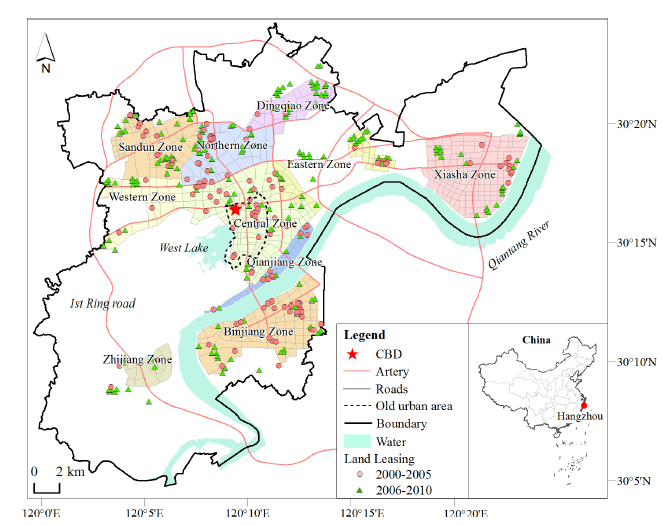 N
Dingqiao Zone
30°20'N
Sandun Zone
Northern Zone
Eastern Zone
Xiasha Zone
Western Zone
Central Zone
West Lake
30°15'N
Qiantang River
Qianjiang Zone
1st Ring road
Binjiang Zone
Zhijiang Zone
Legend
CBD
Artery
Roads
Old urban area
Boundary
Water
Land Leasing
2000-2005
2006-2010
China
Hangzhou
30°10'N
30°5'N
0 2 km
120°0'E 120°5'E 120°10'E 120°15'E 120°20'E